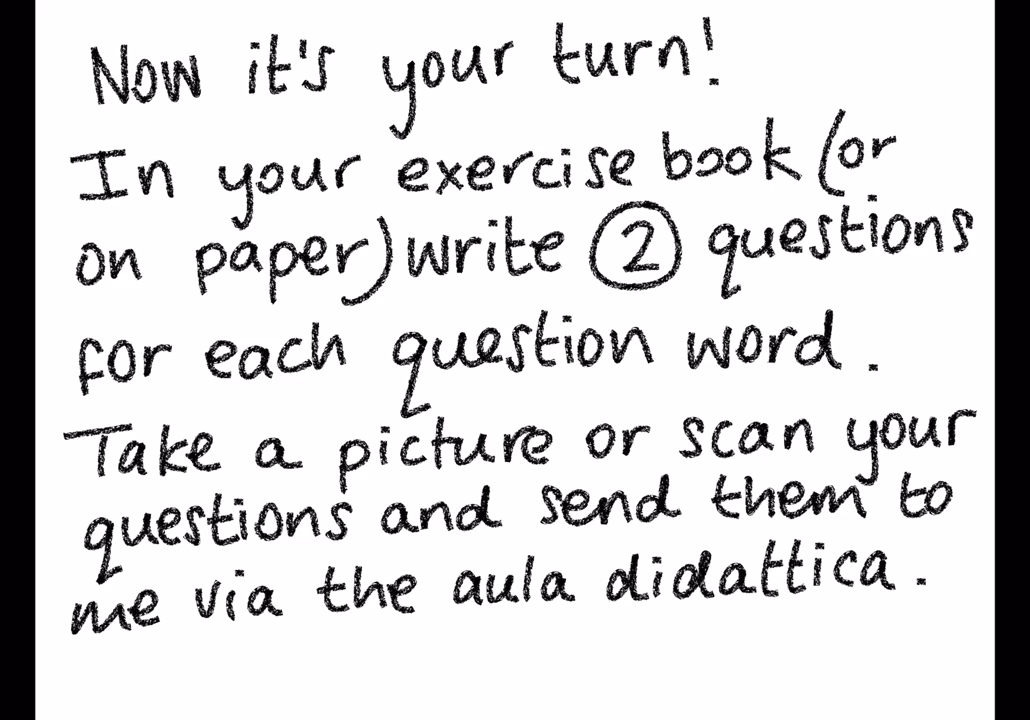 Now it's your turn!
In your exercise book (or
on paper) write 2 questions
for each question word.
Take a picture or scan your
questions and send them to
me via the aula didattica.